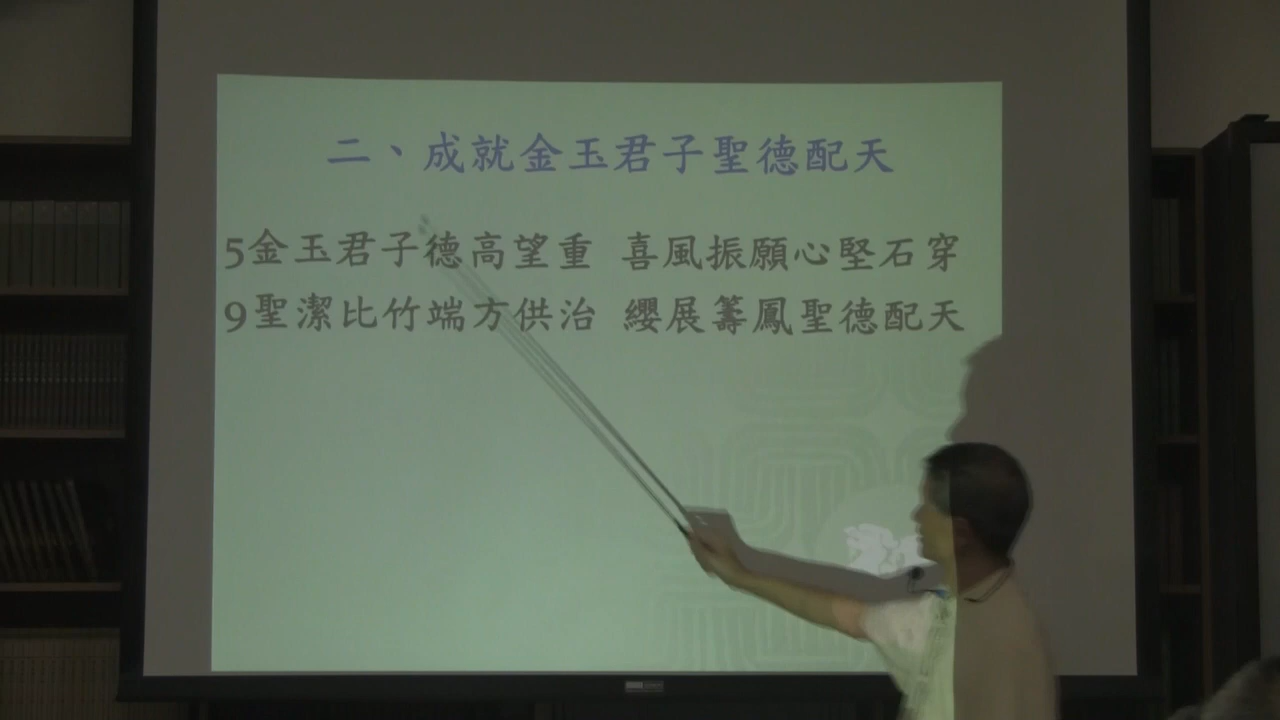 二、成就金玉君子聖德配天
5金玉君子德高望重 喜風振願心堅石穿
9聖潔比竹端方供治 纓展籌鳳聖德配天